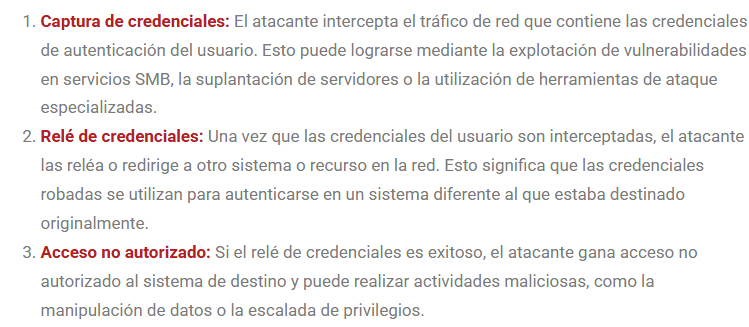 1. Captura de credenciales: El atacante intercepta el tráfico de red que contiene las credenciales
de autenticación del usuario. Esto puede lograrse mediante la explotación de vulnerabilidades
en servicios SMB, la suplantación de servidores o la utilización de herramientas de ataque
especializadas.
2. Relé de credenciales: Una vez que las credenciales del usuario son interceptadas, el atacante
las reléa o redirige a otro sistema o recurso en la red. Esto significa que las credenciales
robadas se utilizan para autenticarse en un sistema diferente al que estaba destinado
originalmente.
3. Acceso no autorizado: Si el relé de credenciales es exitoso, el atacante gana acceso no
autorizado al sistema de destino y puede realizar actividades maliciosas, como la
manipulación de datos o la escalada de privilegios.